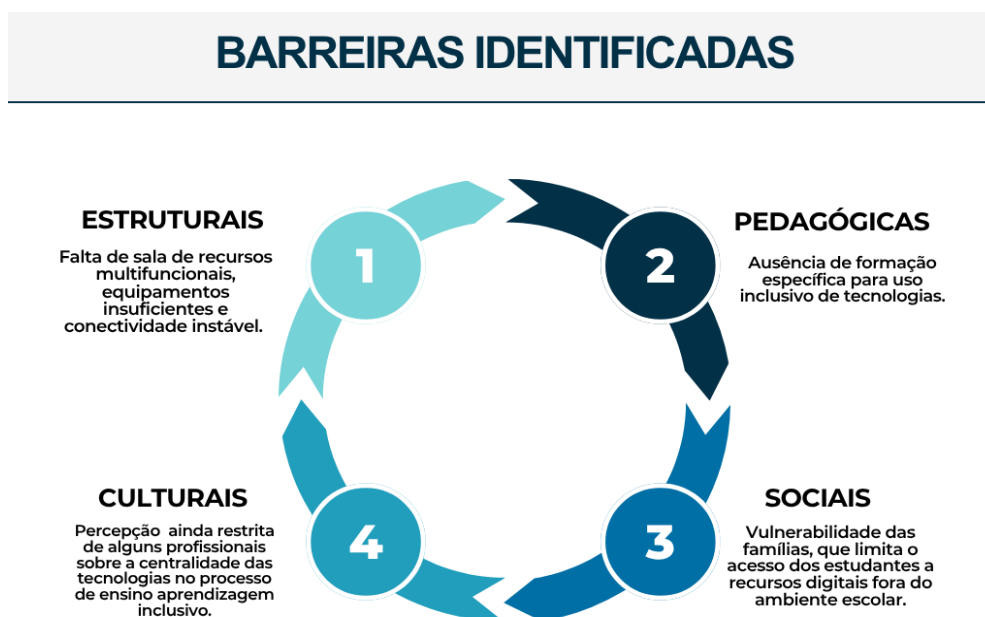 BARREIRAS IDENTIFICADAS
ESTRUTURAIS
Falta de sala de recursos
multifuncionais,
equipamentos
insuficientes e
conectividade instável.
1
2
PEDAGÓGICAS
Ausência de formação
específica para uso
inclusivo de tecnologias.
CULTURAIS
Percepção ainda restrita
de alguns profissionais
sobre a centralidade das
tecnologias no processo
de ensino aprendizagem
inclusivo.
4
3
SOCIAIS
Vulnerabilidade das
famílias, que limita o
acesso dos estudantes a
recursos digitais fora do
ambiente escolar.